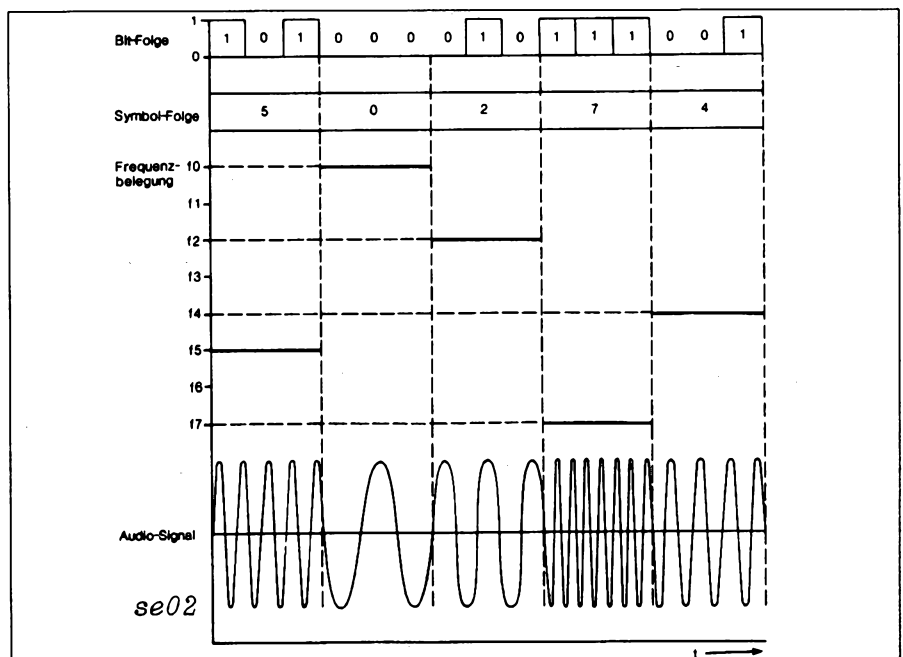 1
Bit-Folge 1 0 1 0 0 0 0 1 0 1 1 1 0 0 1
0
Symbol-Folge 5 0 2 7 4
Frequenz- f0
belegung
f1
f2
f3
f4
f5
f6
f7
Audio-Signal
se02
t